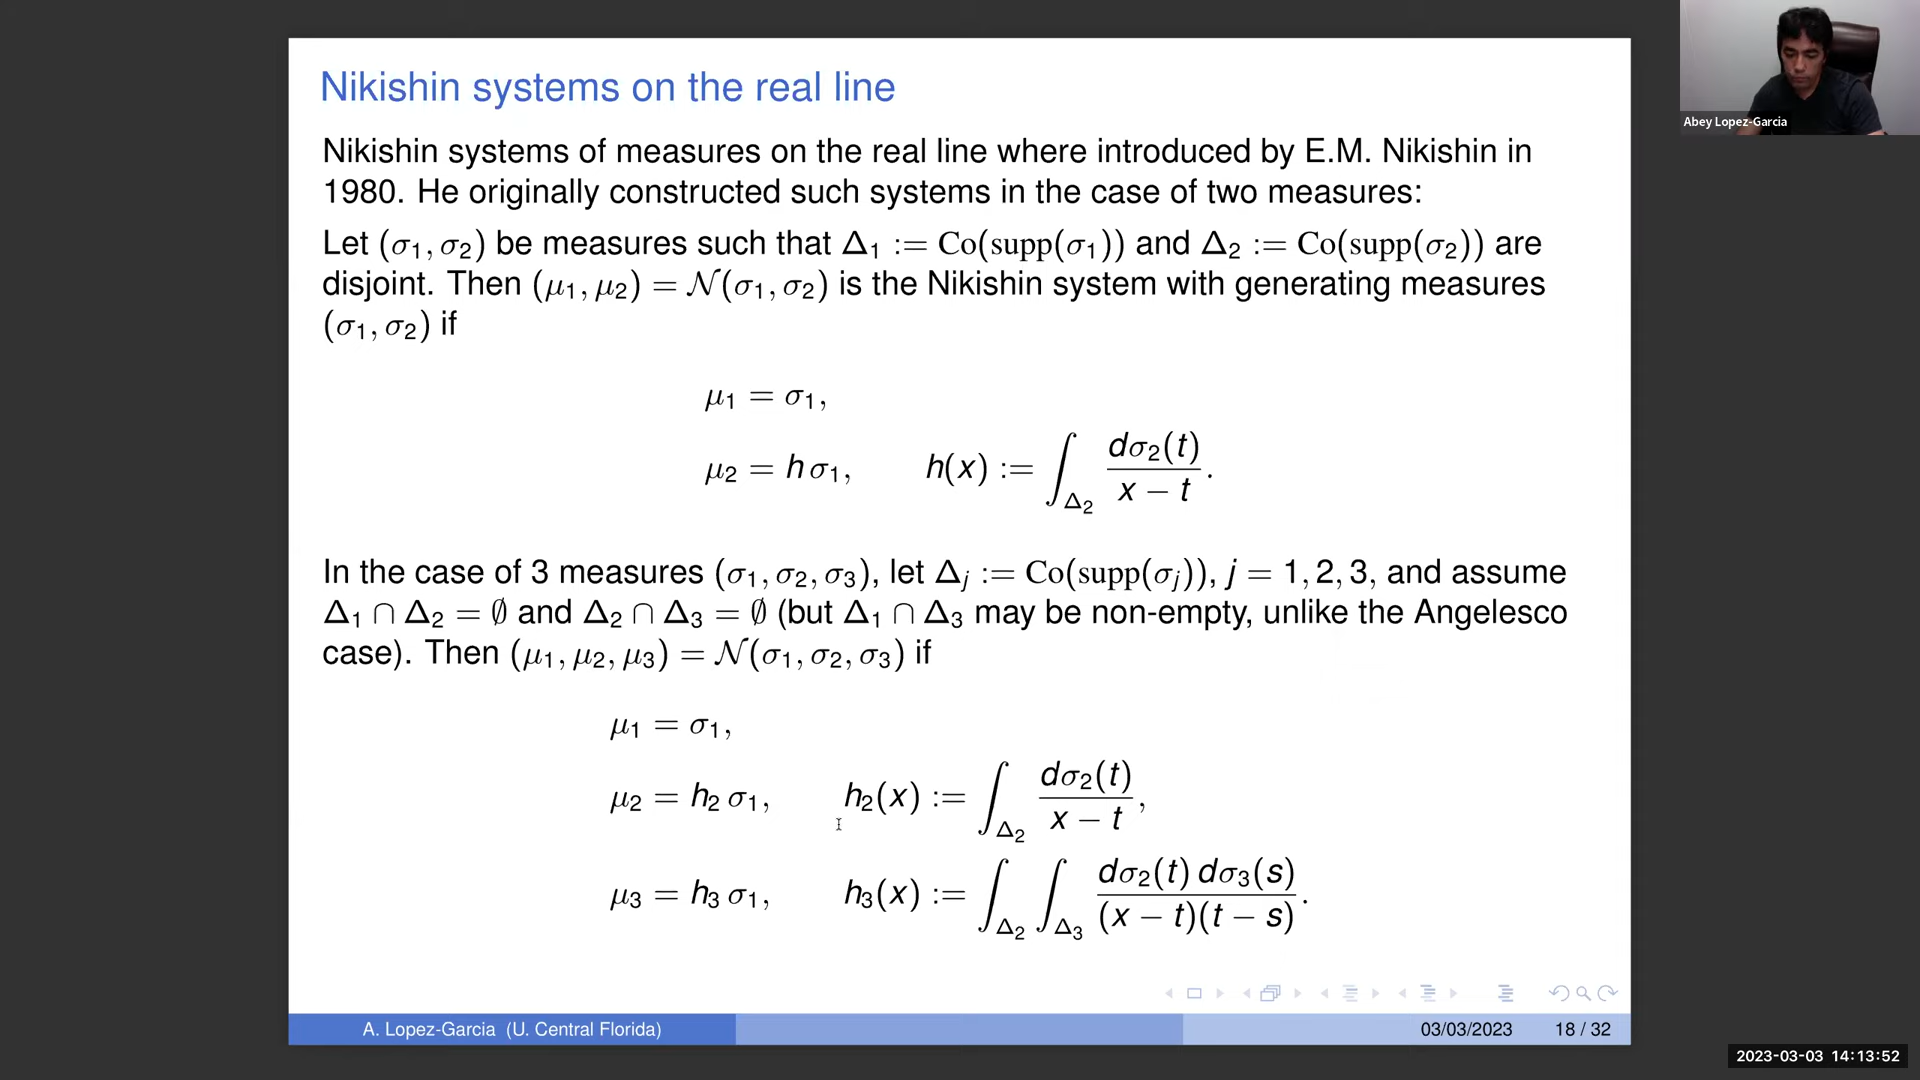 Nikishin systems on the real line
Abey Lopez-Garcia
Nikishin systems of measures on the real line where introduced by E.M. Nikishin in
1980. He originally constructed such systems in the case of two measures:
Let (σ₁, σ₂) be measures such that Δ₁ := Co(supp(σ₁)) and Δ₂ := Co(supp(σ₂)) are
disjoint. Then (μ₁, μ₂) = 𝒩(σ₁, σ₂) is the Nikishin system with generating measures
(σ₁, σ₂) if
μ₁ = σ₁,
μ₂ = h σ₁, h(x) := ∫_{Δ₂} dσ₂(t) / (x − t).
In the case of 3 measures (σ₁, σ₂, σ₃), let Δⱼ := Co(supp(σⱼ)), j = 1, 2, 3, and assume
Δ₁ ∩ Δ₂ = ∅ and Δ₂ ∩ Δ₃ = ∅ (but Δ₁ ∩ Δ₃ may be non-empty, unlike the Angelesco
case). Then (μ₁, μ₂, μ₃) = 𝒩(σ₁, σ₂, σ₃) if
μ₁ = σ₁,
μ₂ = h₂ σ₁, h₂(x) := ∫_{Δ₂} dσ₂(t) / (x − t),
μ₃ = h₃ σ₁, h₃(x) := ∫_{Δ₂} ∫_{Δ₃} dσ₂(t) dσ₃(s) / (x − t)(t − s).
A. Lopez-Garcia (U. Central Florida) 03/03/2023 18 / 32
2023-03-03 14:13:52